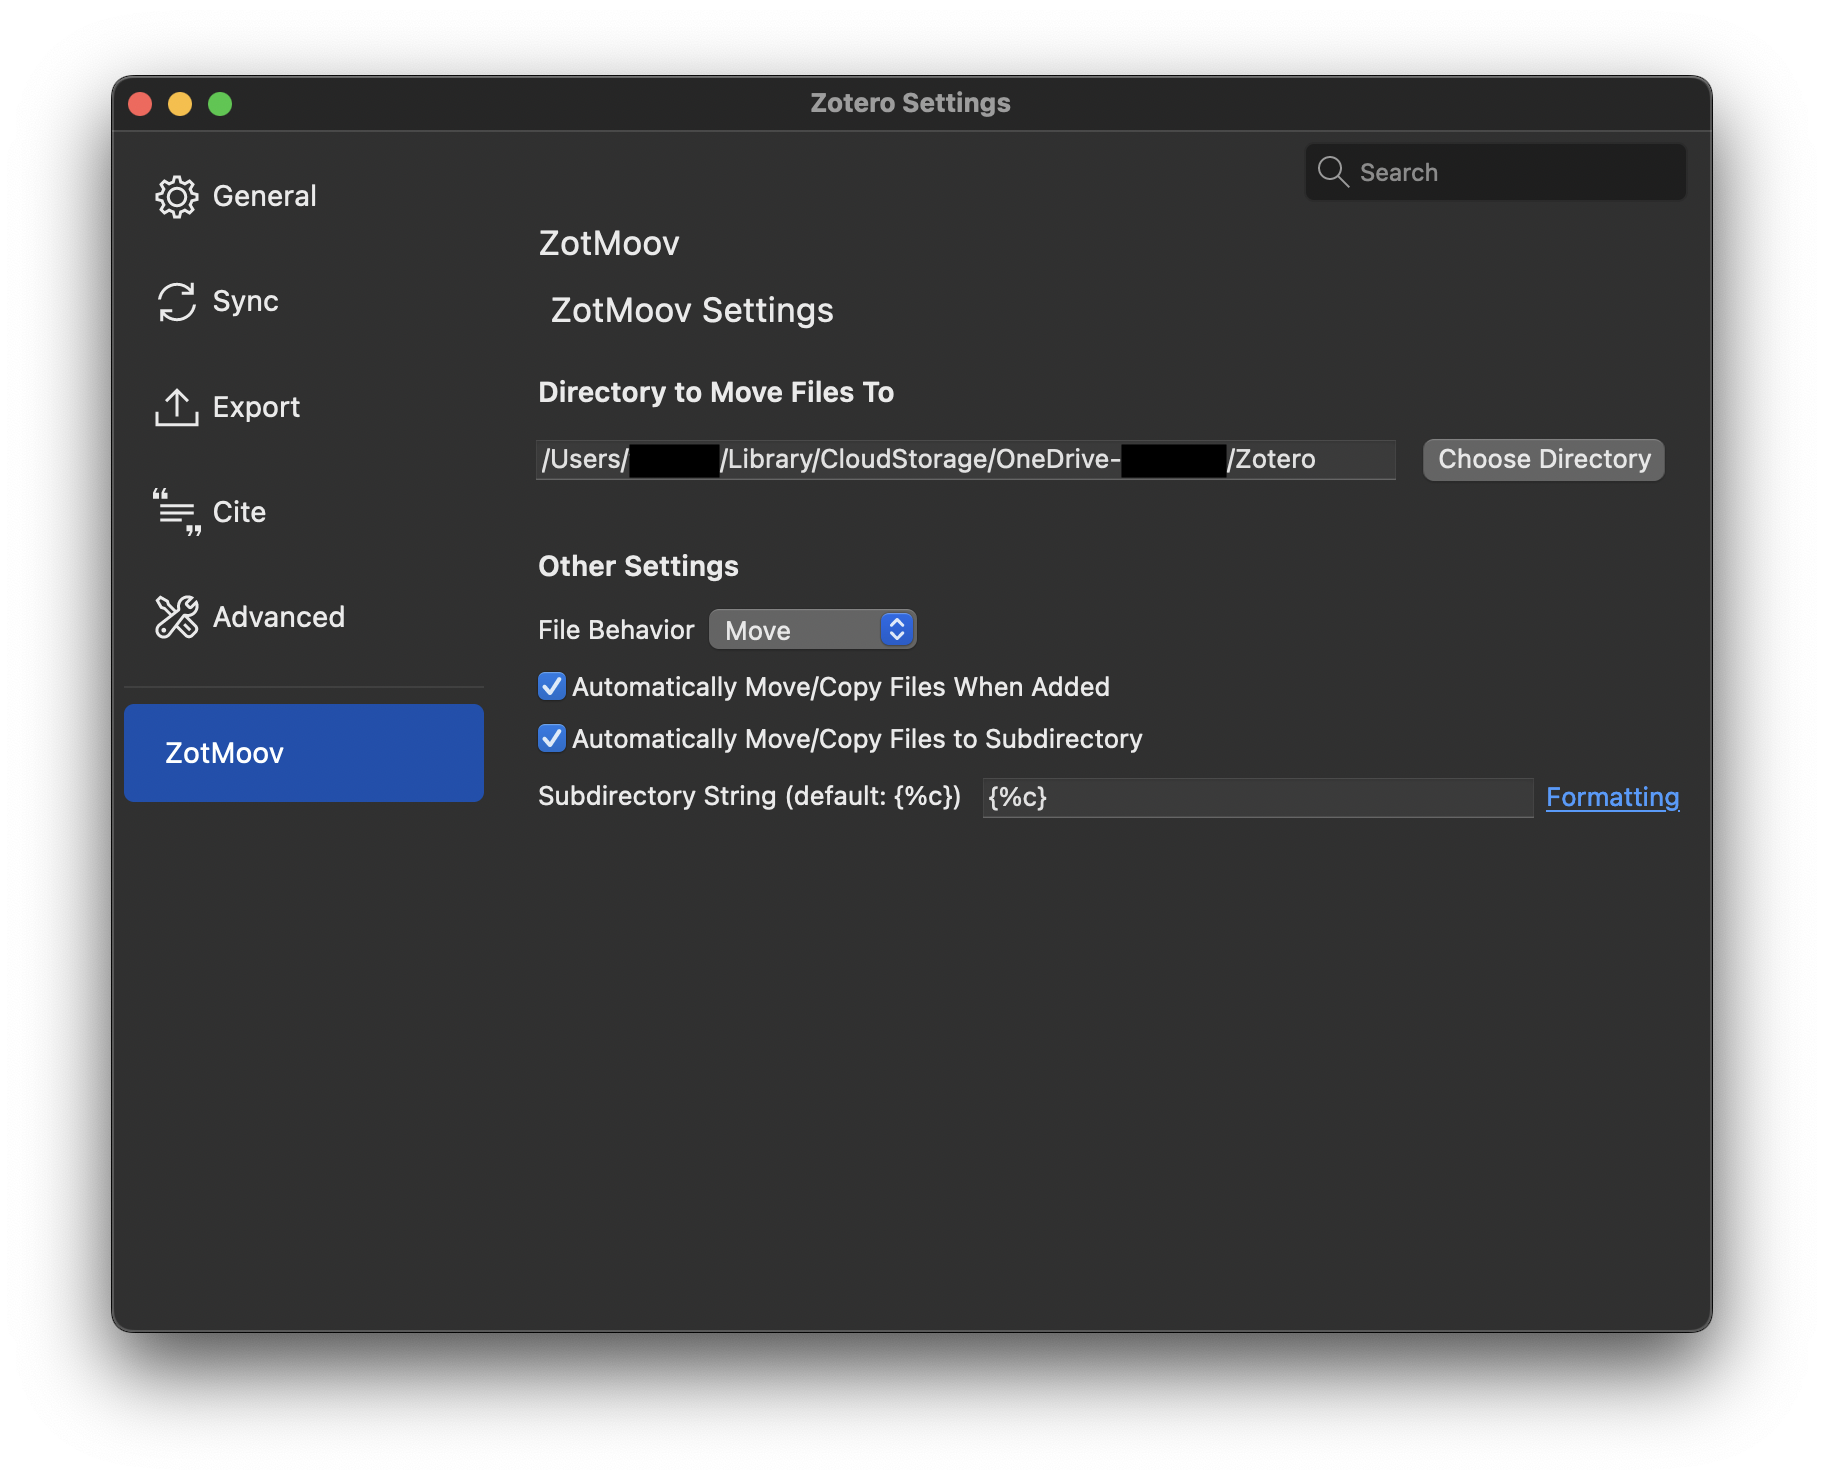 Zotero Settings
General
Sync
Export
Cite
Advanced
ZotMoov
Search
ZotMoov
ZotMoov Settings
Directory to Move Files To
/Users/ /Library/CloudStorage/OneDrive- /Zotero
Choose Directory
Other Settings
File Behavior Move
Automatically Move/Copy Files When Added
Automatically Move/Copy Files to Subdirectory
Subdirectory String (default: {%c}) {%c} Formatting